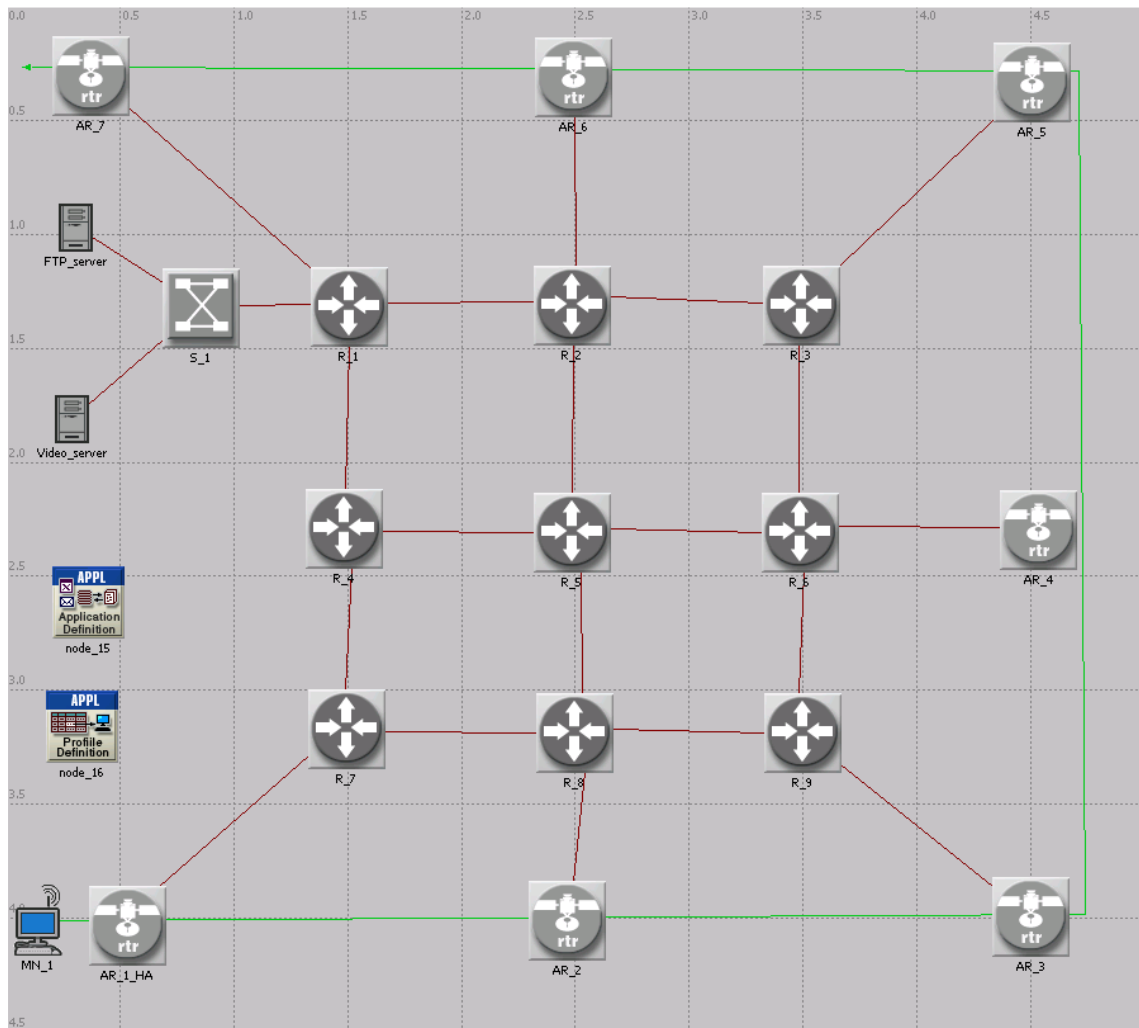 0.0 0.5 1.0 1.5 2.0 2.5 3.0 3.5 4.0 4.5
rtr rtr rtr
AR_7 AR_6 AR_5
0.5
1.0
FTP_server
1.5
S_1 R_1 R_2 R_3
2.0
Video_server
rtr
2.5
R_4 R_5 R_6 AR_4
APPL
Application
Definition
node_15
3.0
APPL
Profiile
Definition
node_16
R_7 R_8 R_9
3.5
4.0
rtr rtr rtr
MN_1 AR_1_HA AR_2 AR_3
4.5